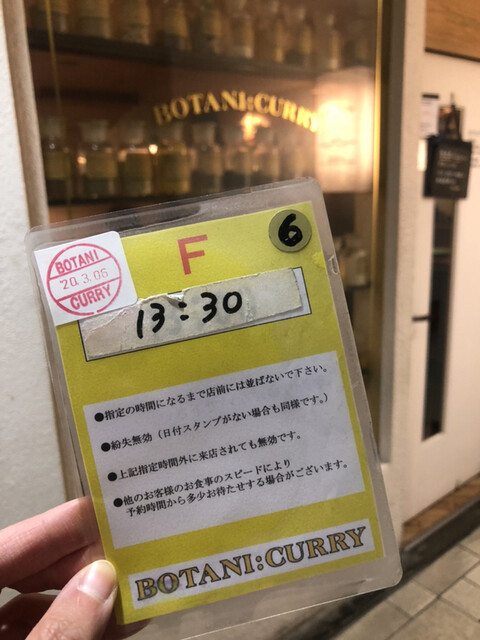 BOTANI:CURRY
BOTANI
20.3.05
CURRY
F
6
13:30
●指定の時間になるまで店前には並ばないで下さい。
●紛失無効（日付スタンプがない場合も同様です。）
●上記指定時間外に来店されても無効です。
●他のお客様のお食事のスピードにより
予約時間から多少お待たせする場合がございます。
BOTANI:CURRY